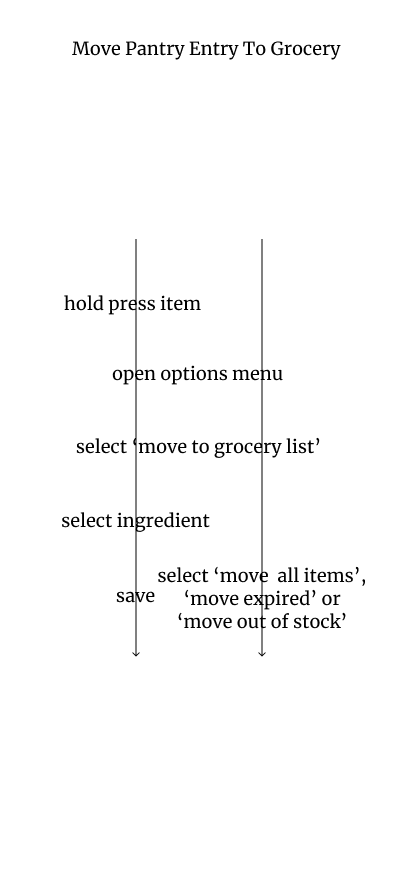 Move Pantry Entry To Grocery
hold press item
open options menu
select ‘move to grocery list’
select ingredient
save
select ‘move  all items’,
‘move expired’ or
‘move out of stock’